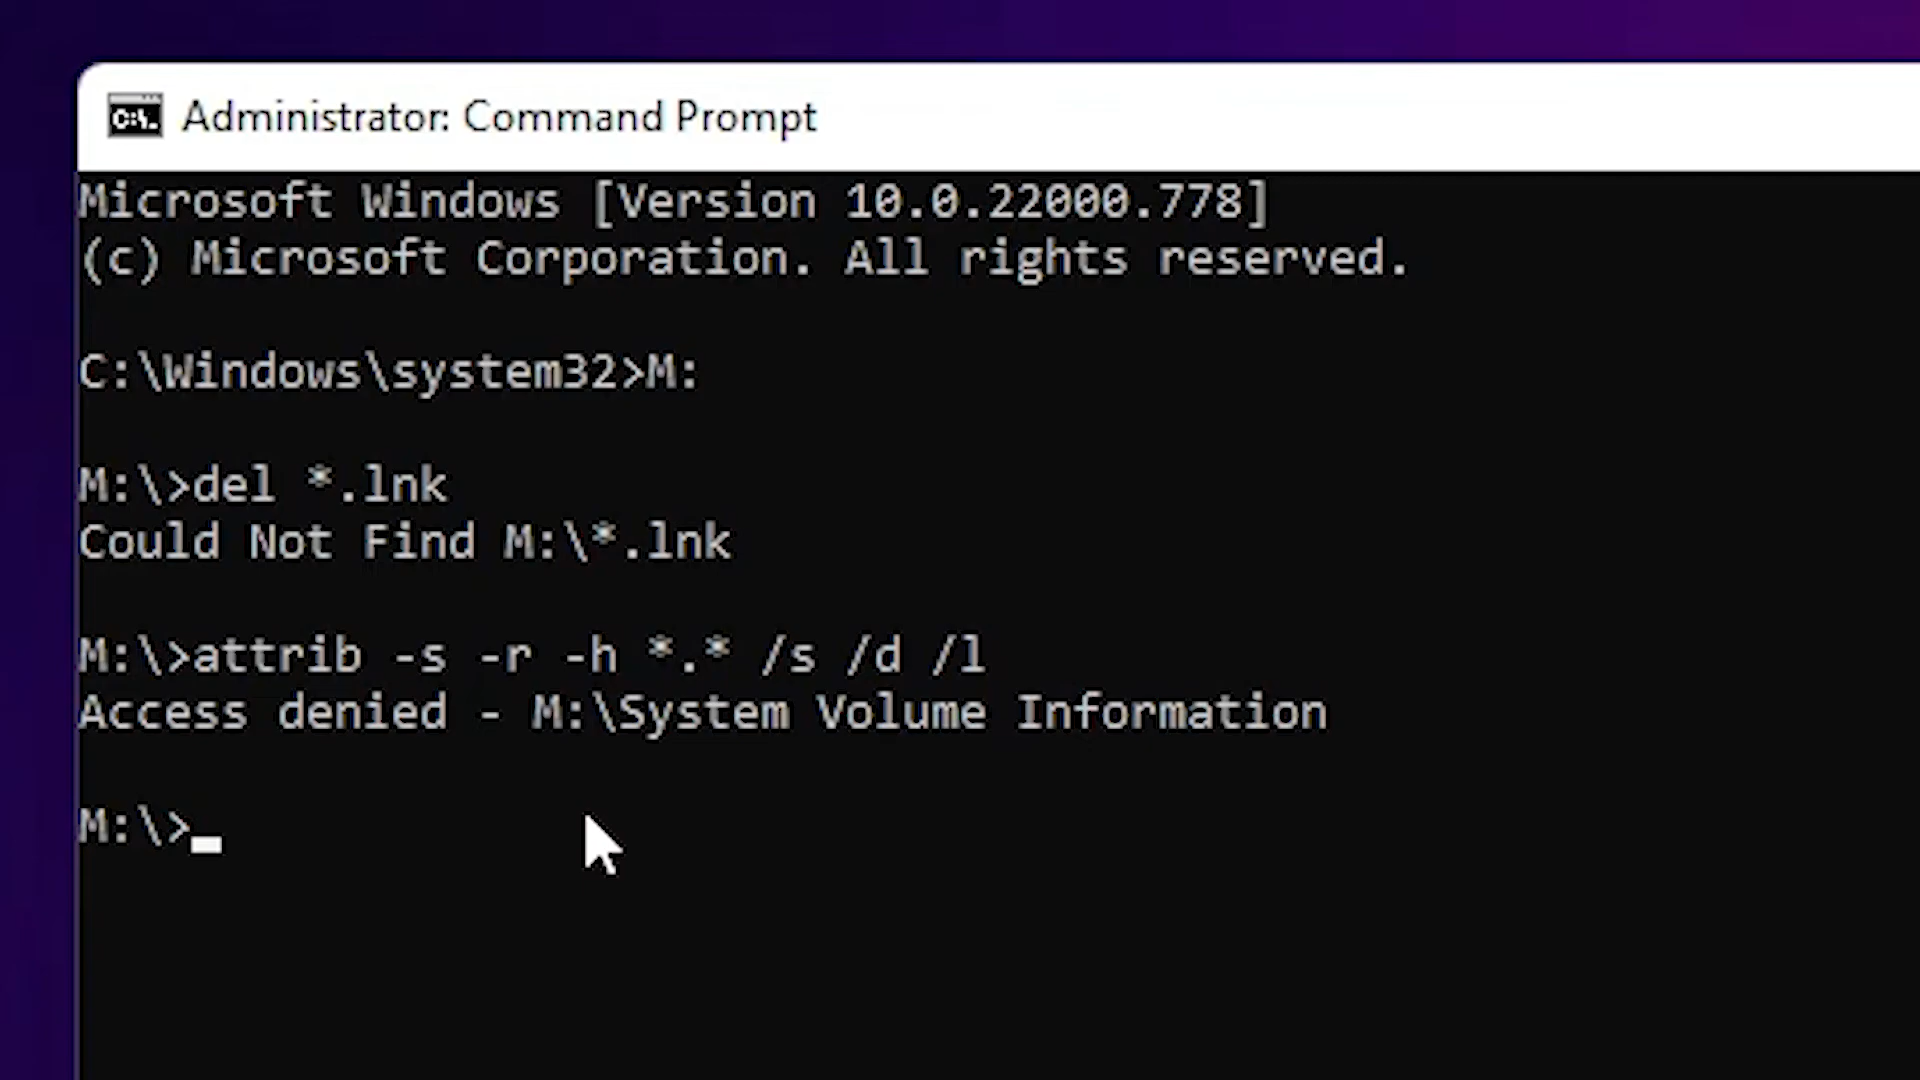 Administrator: Command Prompt
Microsoft Windows [Version 10.0.22000.778]
(c) Microsoft Corporation. All rights reserved.
C:\Windows\system32>M:
M:\>del *.lnk
Could Not Find M:\*.lnk
M:\>attrib -s -r -h *.* /s /d /l
Access denied - M:\System Volume Information
M:\>